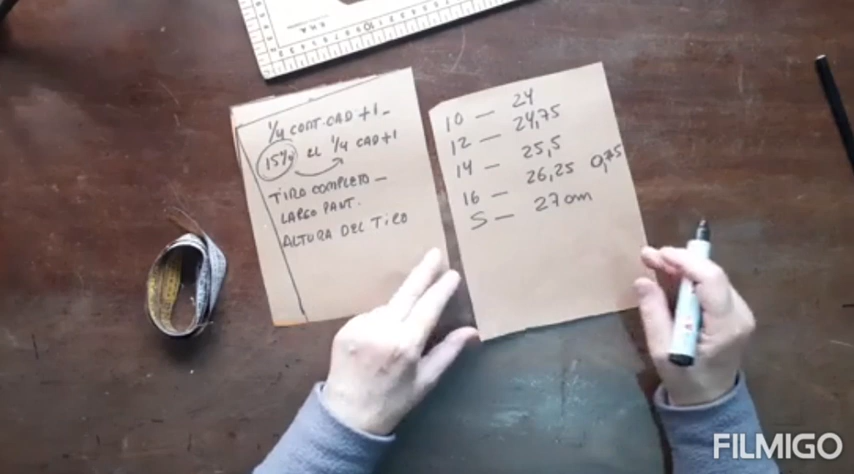 1/4 CONT. CAD + 1 -
15% EL 1/4 CAD + 1
TIRO COMPLETO -
LARGO PANT.
ALTURA DEL TIRO
10 - 24
12 - 24,75
14 - 25,5
16 - 26,25 0,75
S - 27 cm
FILMIGO